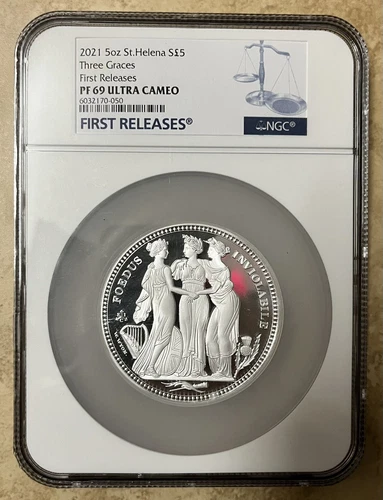 2021 5oz St.Helena S£5
Three Graces
First Releases
PF 69 ULTRA CAMEO
6032170-050
FIRST RELEASES®
NGC®
FOEDUS
INVIOLABILE
W. WYON